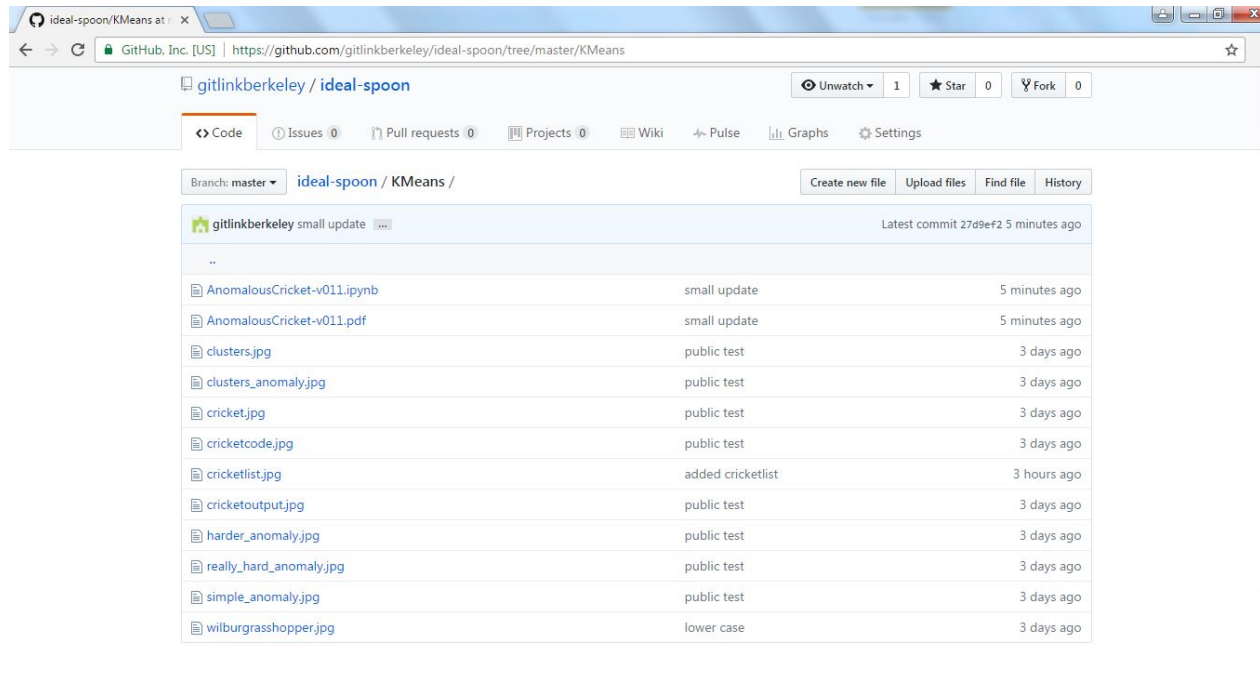 ideal-spoon/KMeans at
GitHub, Inc. [US] | https://github.com/gitlinkberkeley/ideal-spoon/tree/master/KMeans
gitlinkberkeley / ideal-spoon Unwatch 1 Star 0 Fork 0
Code Issues 0 Pull requests 0 Projects 0 Wiki Pulse Graphs Settings
Branch: master ideal-spoon / KMeans / Create new file Upload files Find file History
gitlinkberkeley small update ... Latest commit 27d9ef2 5 minutes ago
..
AnomalousCricket-v011.ipynb small update 5 minutes ago
AnomalousCricket-v011.pdf small update 5 minutes ago
clusters.jpg public test 3 days ago
clusters_anomaly.jpg public test 3 days ago
cricket.jpg public test 3 days ago
cricketcode.jpg public test 3 days ago
cricketlist.jpg added cricketlist 3 hours ago
cricketoutput.jpg public test 3 days ago
harder_anomaly.jpg public test 3 days ago
really_hard_anomaly.jpg public test 3 days ago
simple_anomaly.jpg public test 3 days ago
wilburgrasshopper.jpg lower case 3 days ago